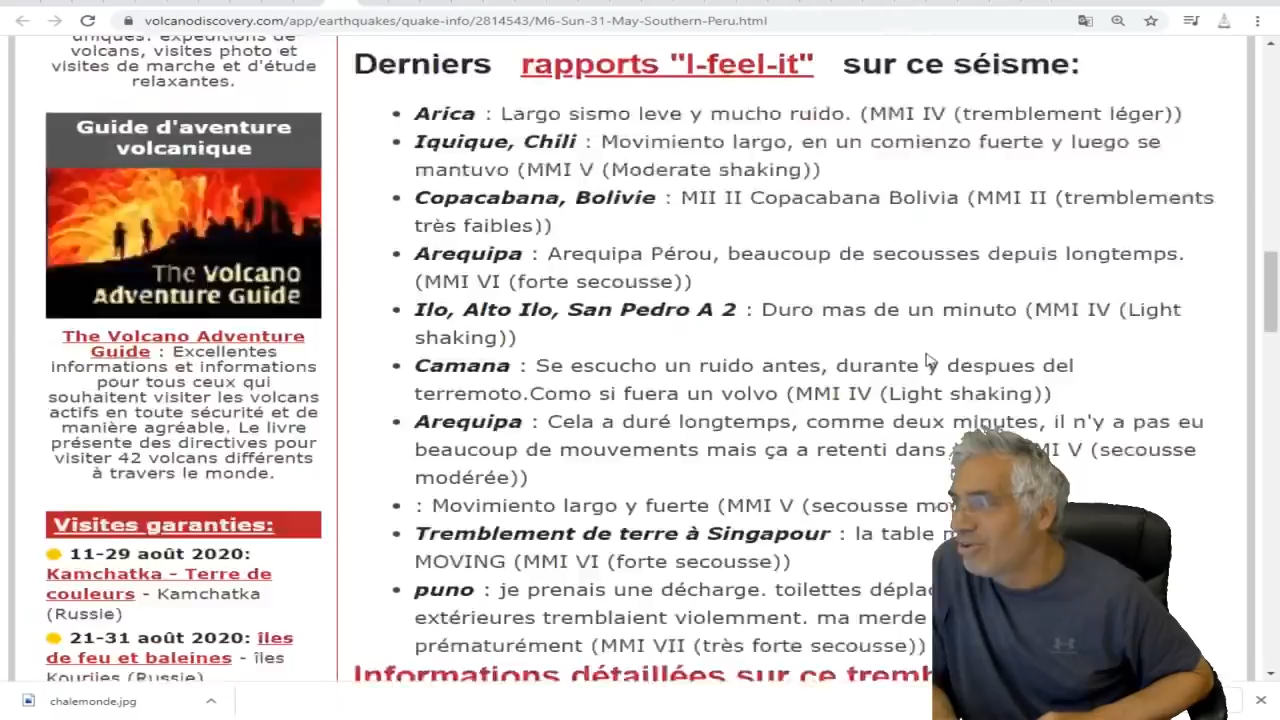 volcanodiscovery.com/app/earthquakes/quake-info/2814543/M6-Sun-31-May-Southern-Peru.html
uniques: expéditions de
volcans, visites photo et
visites de marche et d'étude
relaxantes.
Guide d'aventure
volcanique
The Volcano
Adventure Guide
The Volcano Adventure
Guide : Excellentes
informations et informations
pour tous ceux qui
souhaitent visiter les volcans
actifs en toute sécurité et de
manière agréable. Le livre
présente des directives pour
visiter 42 volcans différents
à travers le monde.
Visites garanties:
11-29 août 2020:
Kamchatka - Terre de
couleurs - Kamchatka
(Russie)
21-31 août 2020: îles
de feu et baleines - îles
Kouriles (Russie)
Derniers rapports "I-feel-it" sur ce séisme:
Arica : Largo sismo leve y mucho ruido. (MMI IV (tremblement léger))
Iquique, Chili : Movimiento largo, en un comienzo fuerte y luego se
mantuvo (MMI V (Moderate shaking))
Copacabana, Bolivie : MII II Copacabana Bolivia (MMI II (tremblements
très faibles))
Arequipa : Arequipa Pérou, beaucoup de secousses depuis longtemps.
(MMI VI (forte secousse))
Ilo, Alto Ilo, San Pedro A 2 : Duro mas de un minuto (MMI IV (Light
shaking))
Camana : Se escucho un ruido antes, durante y despues del
terremoto.Como si fuera un volvo (MMI IV (Light shaking))
Arequipa : Cela a duré longtemps, comme deux minutes, il n'y a pas eu
beaucoup de mouvements mais ça a retenti dans MI V (secousse
modérée))
: Movimiento largo y fuerte (MMI V (secousse
Tremblement de terre à Singapour : la table
MOVING (MMI VI (forte secousse))
puno : je prenais une décharge. toilettes
extérieures tremblaient violemment. ma merde
prématurément (MMI VII (très forte secousse))
Informations détaillées sur ce
chalemonde.jpg